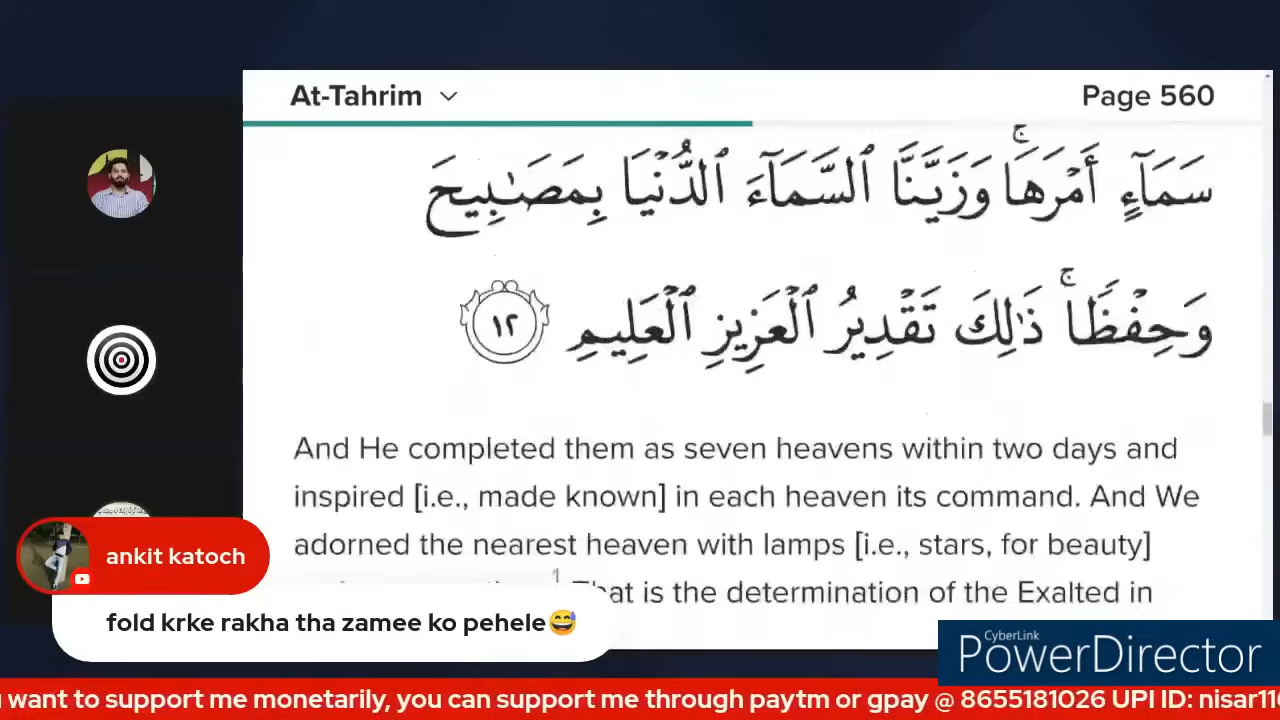 At-Tahrim
Page 560
سَمَآءٍ أَمْرَهَاۚ وَزَيَّنَّا ٱلسَّمَآءَ ٱلدُّنْيَا بِمَصَٰبِيحَ
وَحِفْظًاۚ ذَٰلِكَ تَقْدِيرُ ٱلْعَزِيزِ ٱلْعَلِيمِ ١٢
And He completed them as seven heavens within two days and
inspired [i.e., made known] in each heaven its command. And We
adorned the nearest heaven with lamps [i.e., stars, for beauty]
is the determination of the Exalted in
ankit katoch
fold krke rakha tha zamee ko pehele😅
CyberLink
PowerDirector
want to support me monetarily, you can support me through paytm or gpay @ 8655181026 UPI ID: